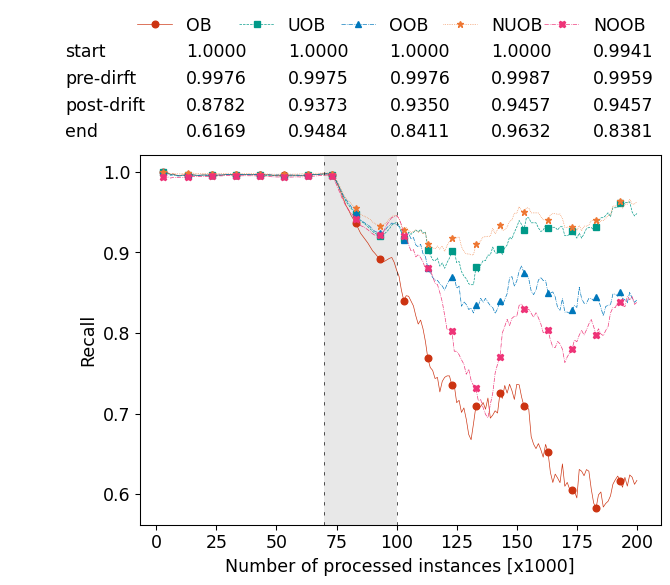 OB UOB OOB NUOB NOOB
start 1.0000 1.0000 1.0000 1.0000 0.9941
pre-dirft 0.9976 0.9975 0.9976 0.9987 0.9959
post-drift 0.8782 0.9373 0.9350 0.9457 0.9457
end 0.6169 0.9484 0.8411 0.9632 0.8381
1.0
0.9
0.8
0.7
0.6
Recall
0 25 50 75 100 125 150 175 200
Number of processed instances [x1000]